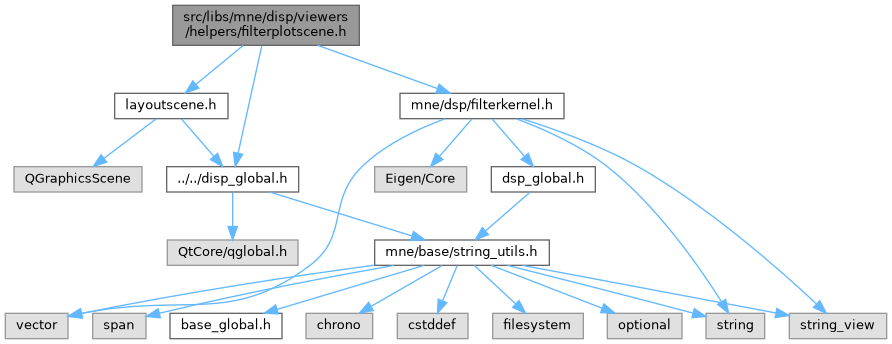 src/libs/mne/disp/viewers
/helpers/filterplotscene.h
layoutscene.h
mne/dsp/filterkernel.h
QGraphicsScene
../../disp_global.h
Eigen/Core
dsp_global.h
QtCore/qglobal.h
mne/base/string_utils.h
vector
span
base_global.h
chrono
cstddef
filesystem
optional
string
string_view